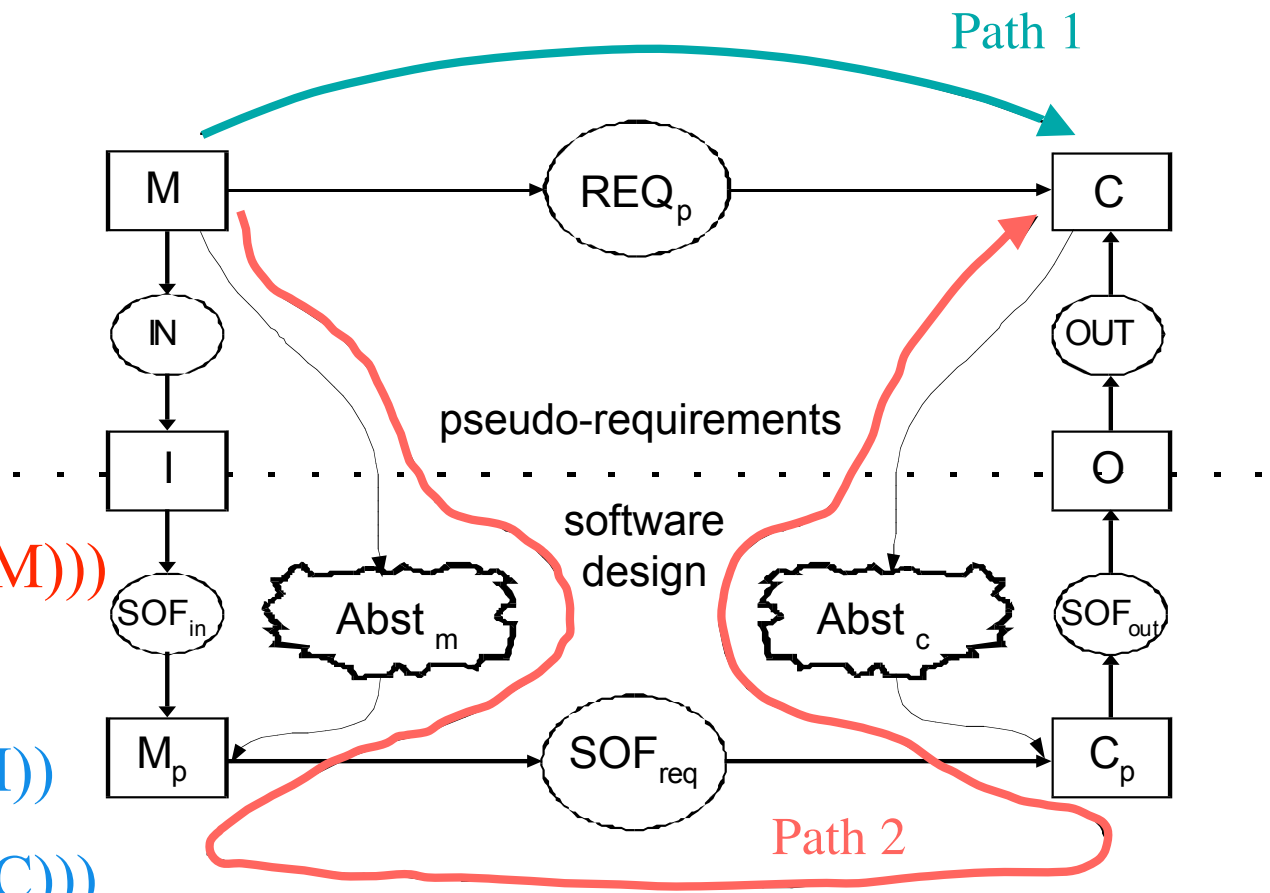 Path 1
M
REQp
C
IN
OUT
pseudo-requirements
I
O
software
design
M)))
SOFin
Abst m
Abst c
SOFout
Mp
SOFreq
Cp
))
Path 2
C)))